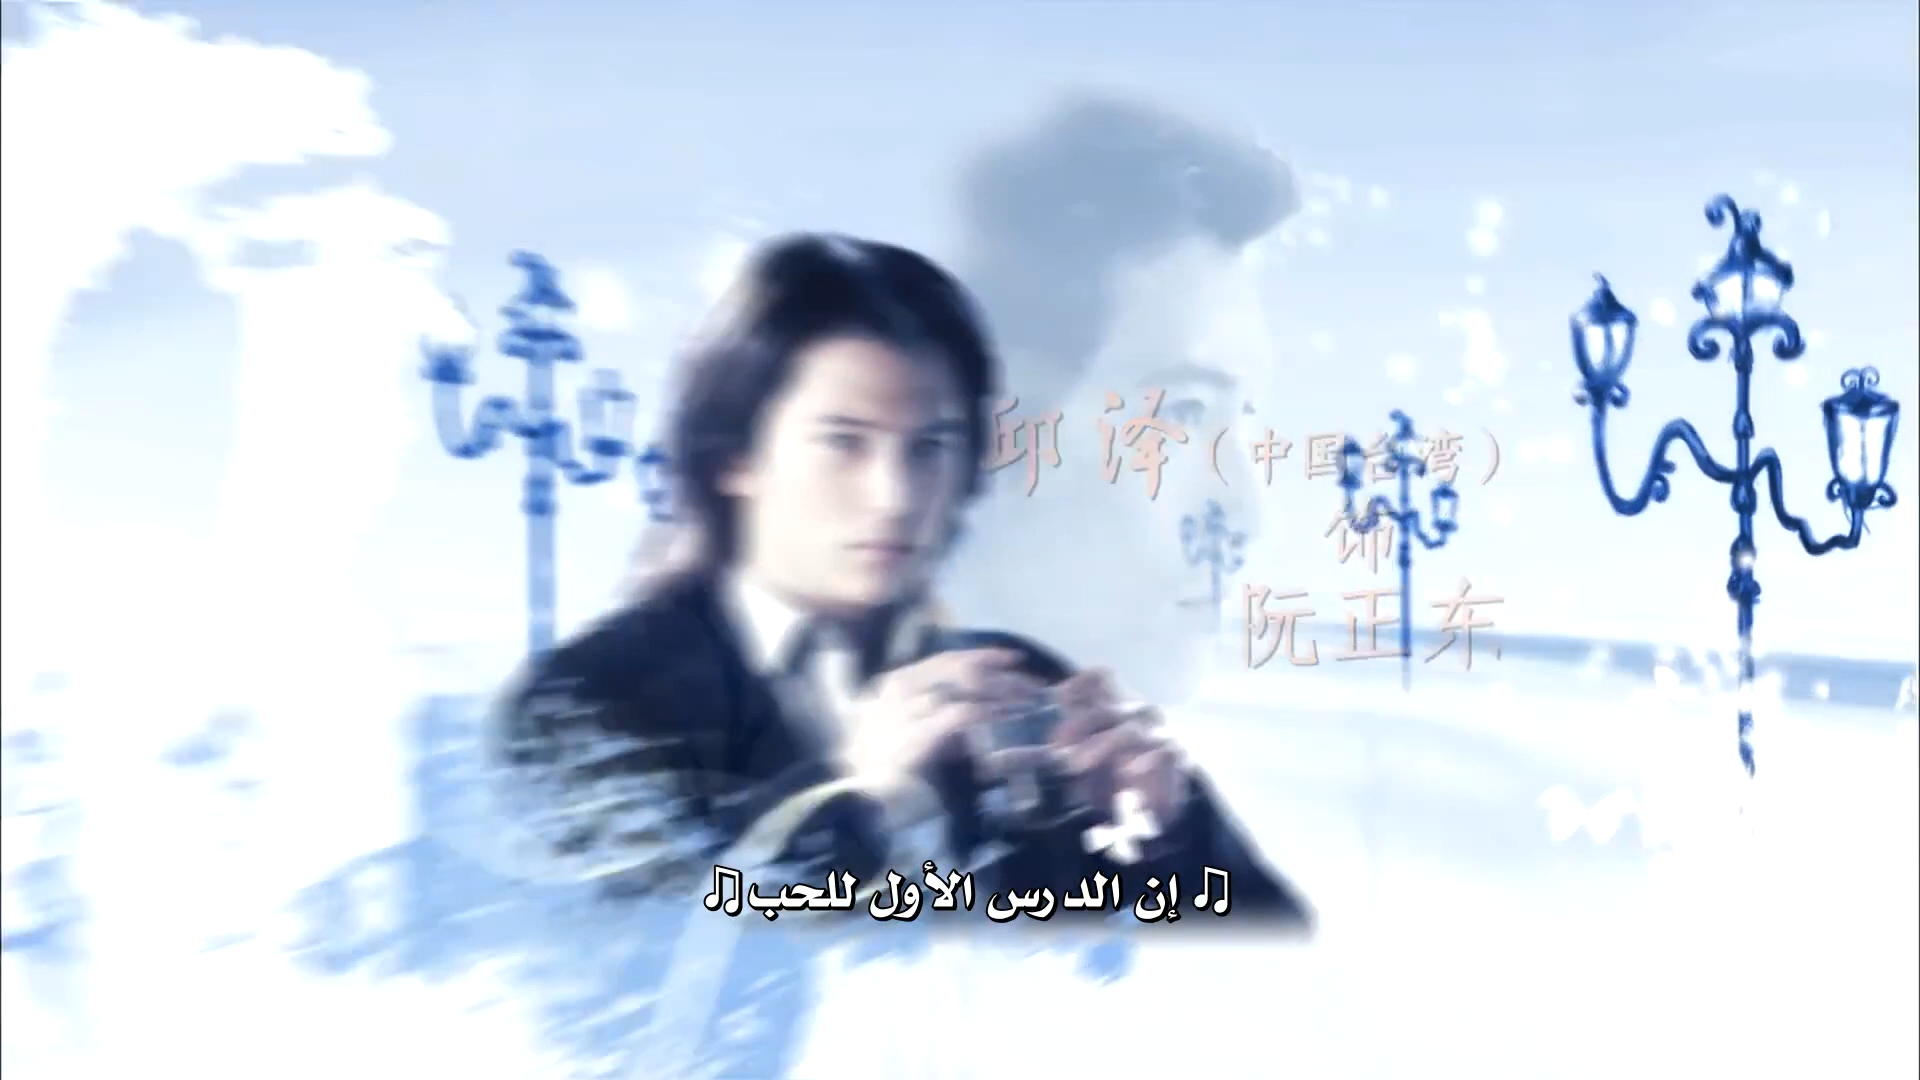 邱泽（中国台湾）
饰
阮正东
♫ إن الدرس الأول للحب♫